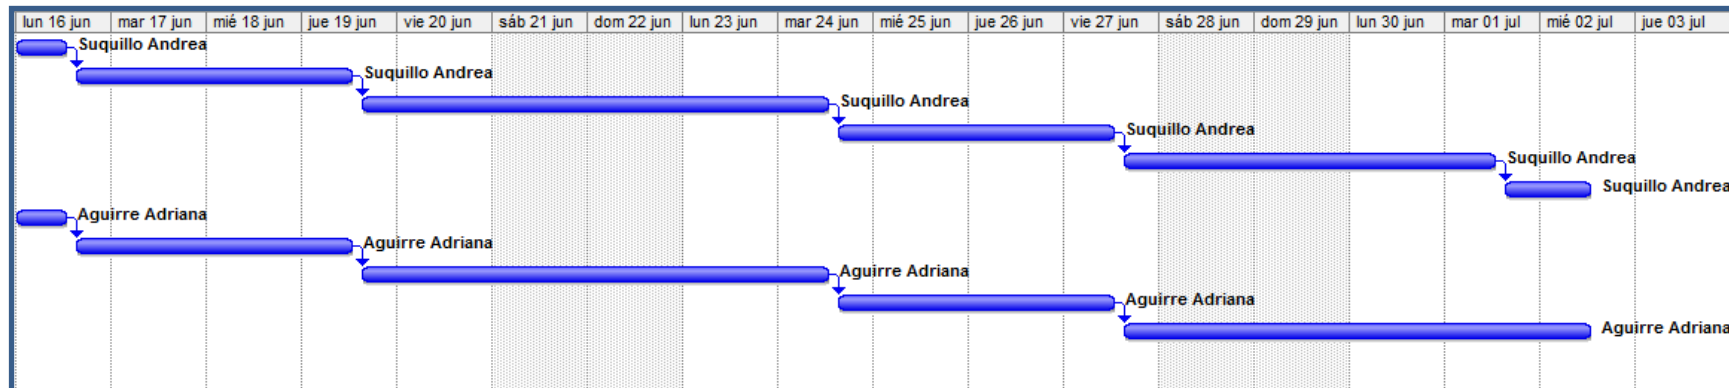 lun 16 jun mar 17 jun mié 18 jun jue 19 jun vie 20 jun sáb 21 jun dom 22 jun lun 23 jun mar 24 jun mié 25 jun jue 26 jun vie 27 jun sáb 28 jun dom 29 jun lun 30 jun mar 01 jul mié 02 jul jue 03 jul
Suquillo Andrea
Suquillo Andrea
Suquillo Andrea
Suquillo Andrea
Suquillo Andrea
Suquillo Andrea
Aguirre Adriana
Aguirre Adriana
Aguirre Adriana
Aguirre Adriana
Aguirre Adriana